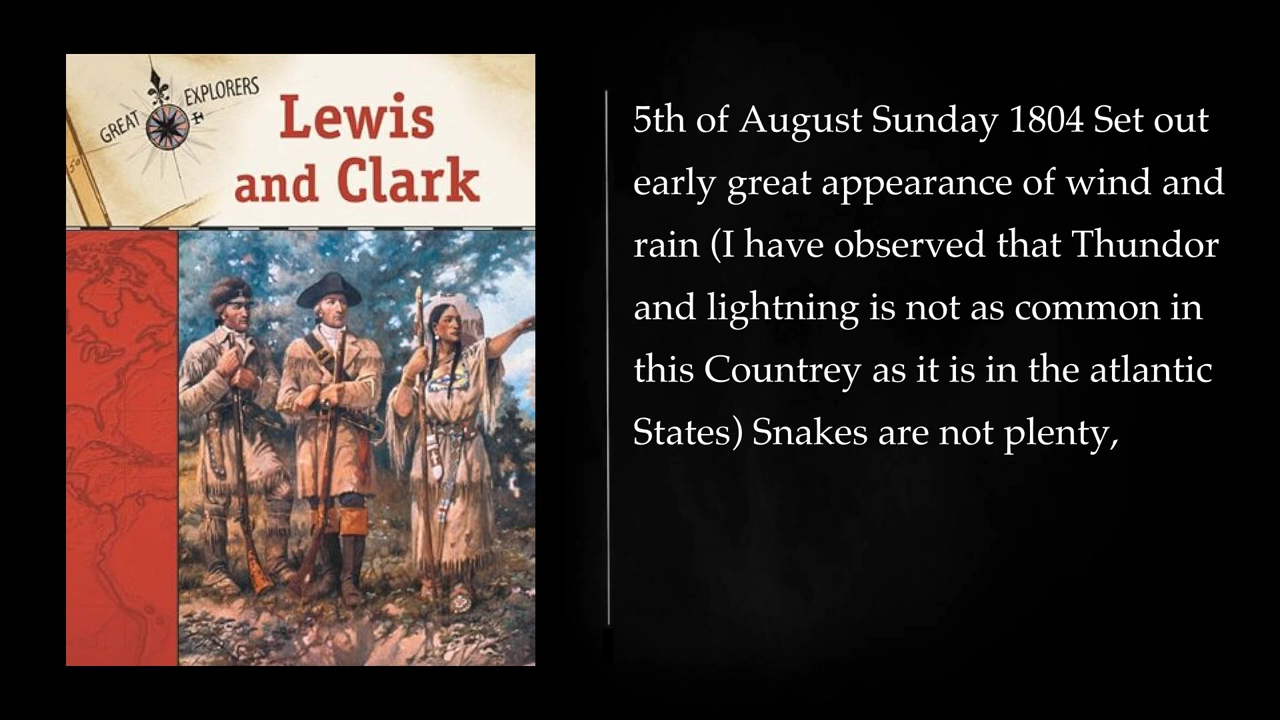 GREAT EXPLORERS
Lewis
and Clark
50
5th of August Sunday 1804 Set out
early great appearance of wind and
rain (I have observed that Thundor
and lightning is not as common in
this Countrey as it is in the atlantic
States) Snakes are not plenty,